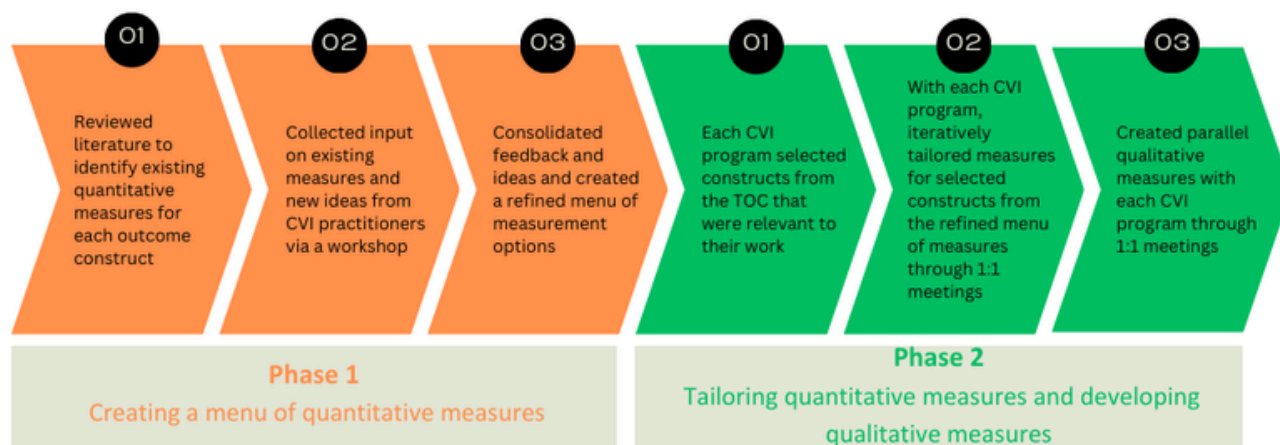 01
Reviewed
literature to
identify existing
quantitative
measures for
each outcome
construct
02
Collected input
on existing
measures and
new ideas from
CVI practitioners
via a workshop
03
Consolidated
feedback and
ideas and created
a refined menu of
measurement
options
01
Each CVI
program selected
constructs from
the TOC that
were relevant to
their work
02
With each CVI
program,
iteratively
tailored measures
for selected
constructs from
the refined menu
of measures
through 1:1
meetings
03
Created parallel
qualitative
measures with
each CVI
program through
1:1 meetings
Phase 1
Creating a menu of quantitative measures
Phase 2
Tailoring quantitative measures and developing
qualitative measures